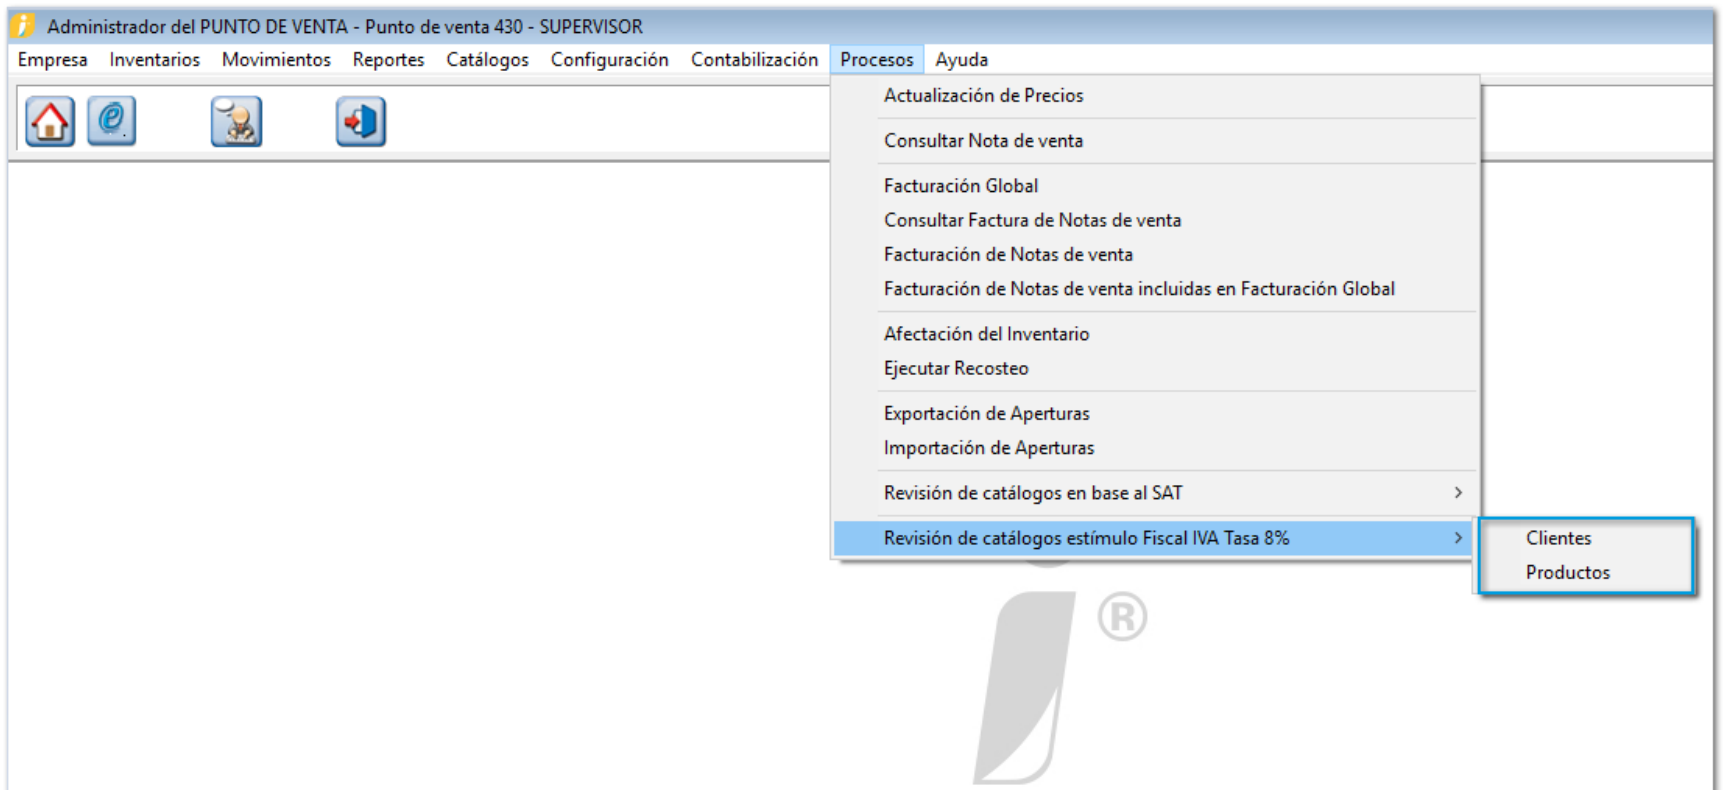 Administrador del PUNTO DE VENTA - Punto de venta 430 - SUPERVISOR
Empresa Inventarios Movimientos Reportes Catálogos Configuración Contabilización Procesos Ayuda
Actualización de Precios
Consultar Nota de venta
Facturación Global
Consultar Factura de Notas de venta
Facturación de Notas de venta
Facturación de Notas de venta incluidas en Facturación Global
Afectación del Inventario
Ejecutar Recosteo
Exportación de Aperturas
Importación de Aperturas
Revisión de catálogos en base al SAT
Revisión de catálogos estímulo Fiscal IVA Tasa 8%
Clientes
Productos
®